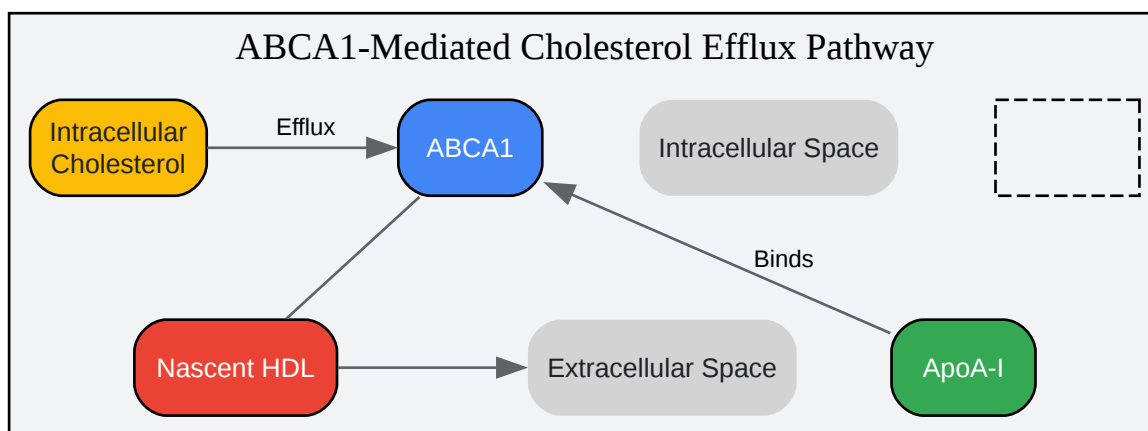 ABCA1-Mediated Cholesterol Efflux Pathway
Intracellular
Cholesterol
Efflux
ABCA1
Intracellular Space
Binds
Nascent HDL
Extracellular Space
ApoA-I